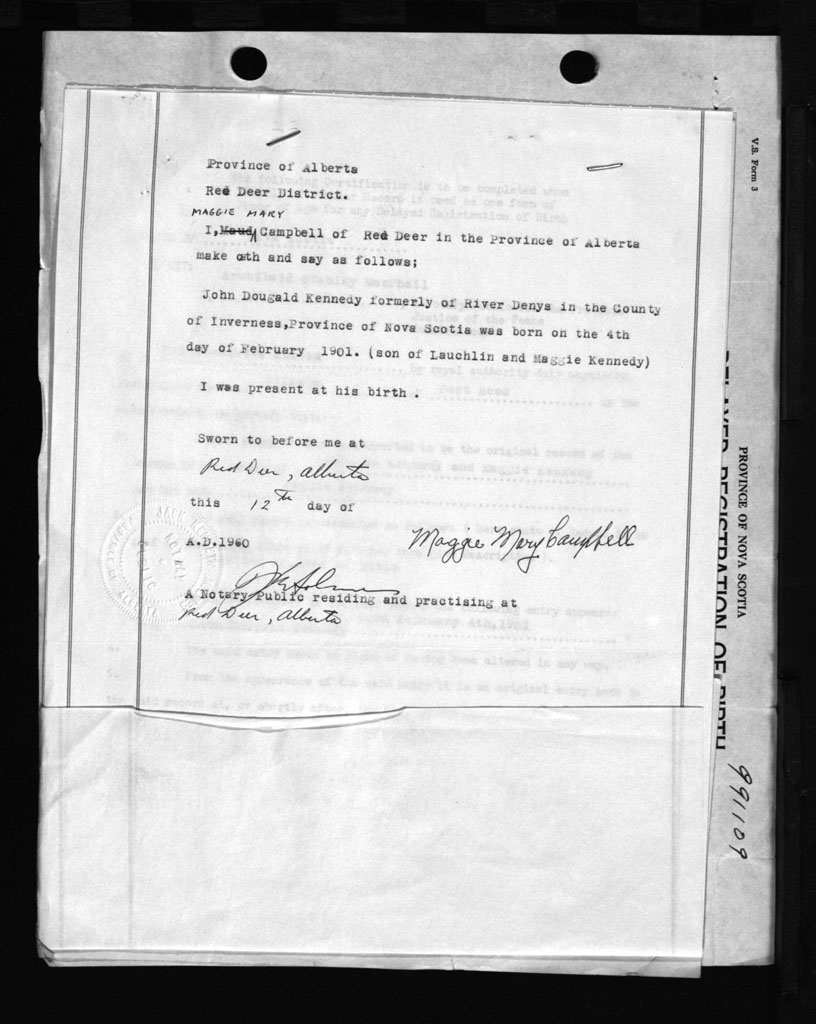 Province of Alberta
Red Deer District.
MAGGIE MARY
I, Maud Campbell of Red Deer in the Province of Alberta
make oath and say as follows;
John Dougald Kennedy formerly of River Denys in the County
of Inverness,Province of Nova Scotia was born on the 4th
day of February 1901. (son of Lauchlin and Maggie Kennedy)
I was present at his birth .
Sworn to before me at
Red Deer, Alberta
this 12th day of
A.D.1960
Maggie Mary Campbell
A Notary Public residing and practising at
Red Deer, Alberta
V.S. Form 3
PROVINCE OF NOVA SCOTIA
DELAYED REGISTRATION OF BIRTH
991109